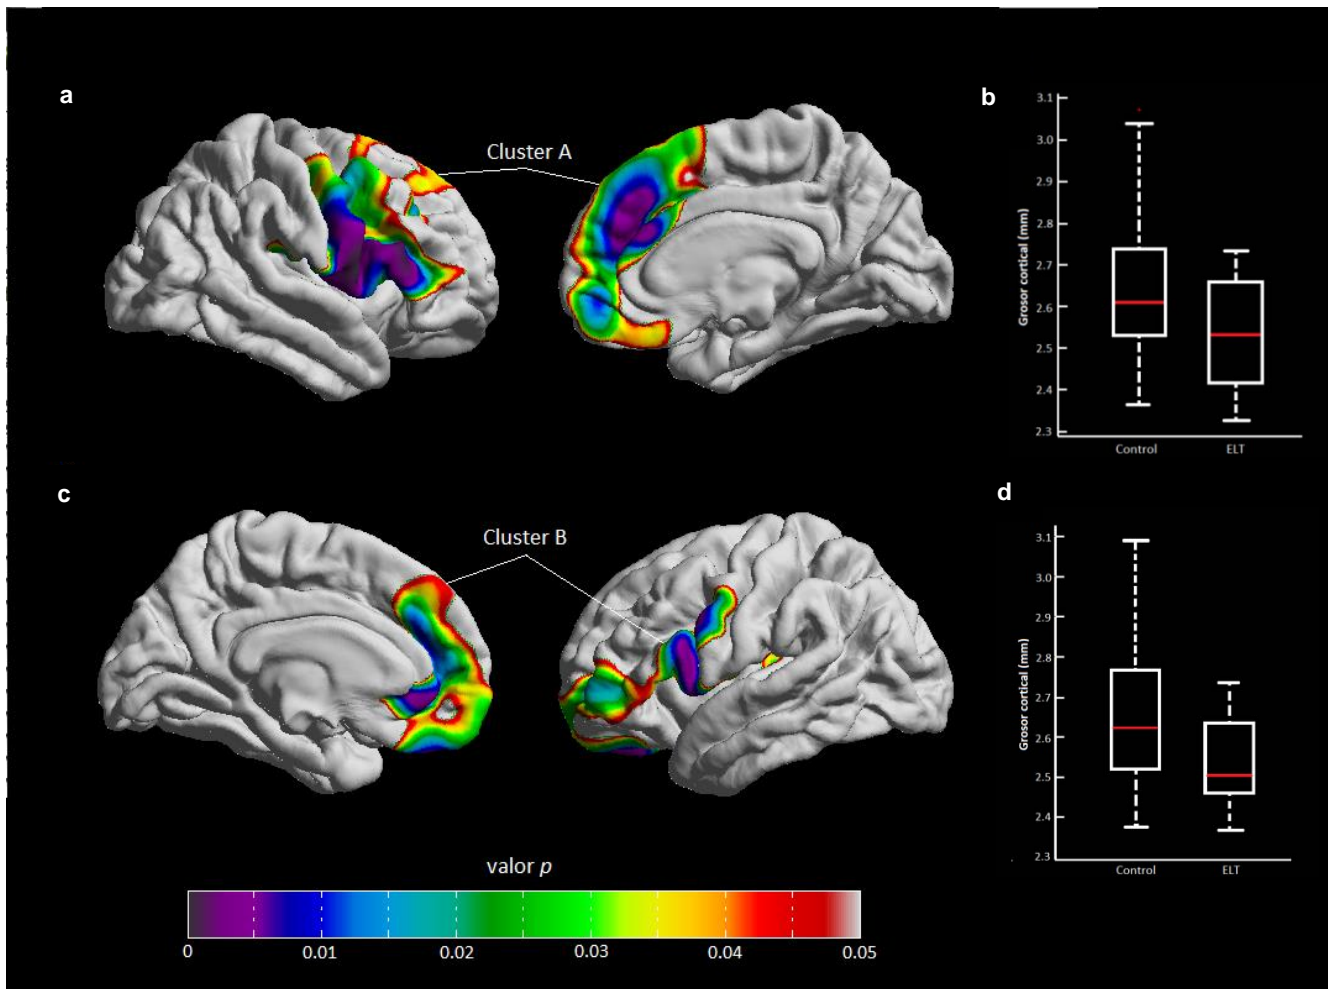 a
Cluster A
b
3.1
3.0
2.9
2.8
2.7
2.6
2.5
2.4
2.3
Grosor cortical (mm)
Control ELT
c
Cluster B
d
3.1
3.0
2.9
2.8
2.7
2.6
2.5
2.4
2.3
Grosor cortical (mm)
Control ELT
valor p
0 0.01 0.02 0.03 0.04 0.05